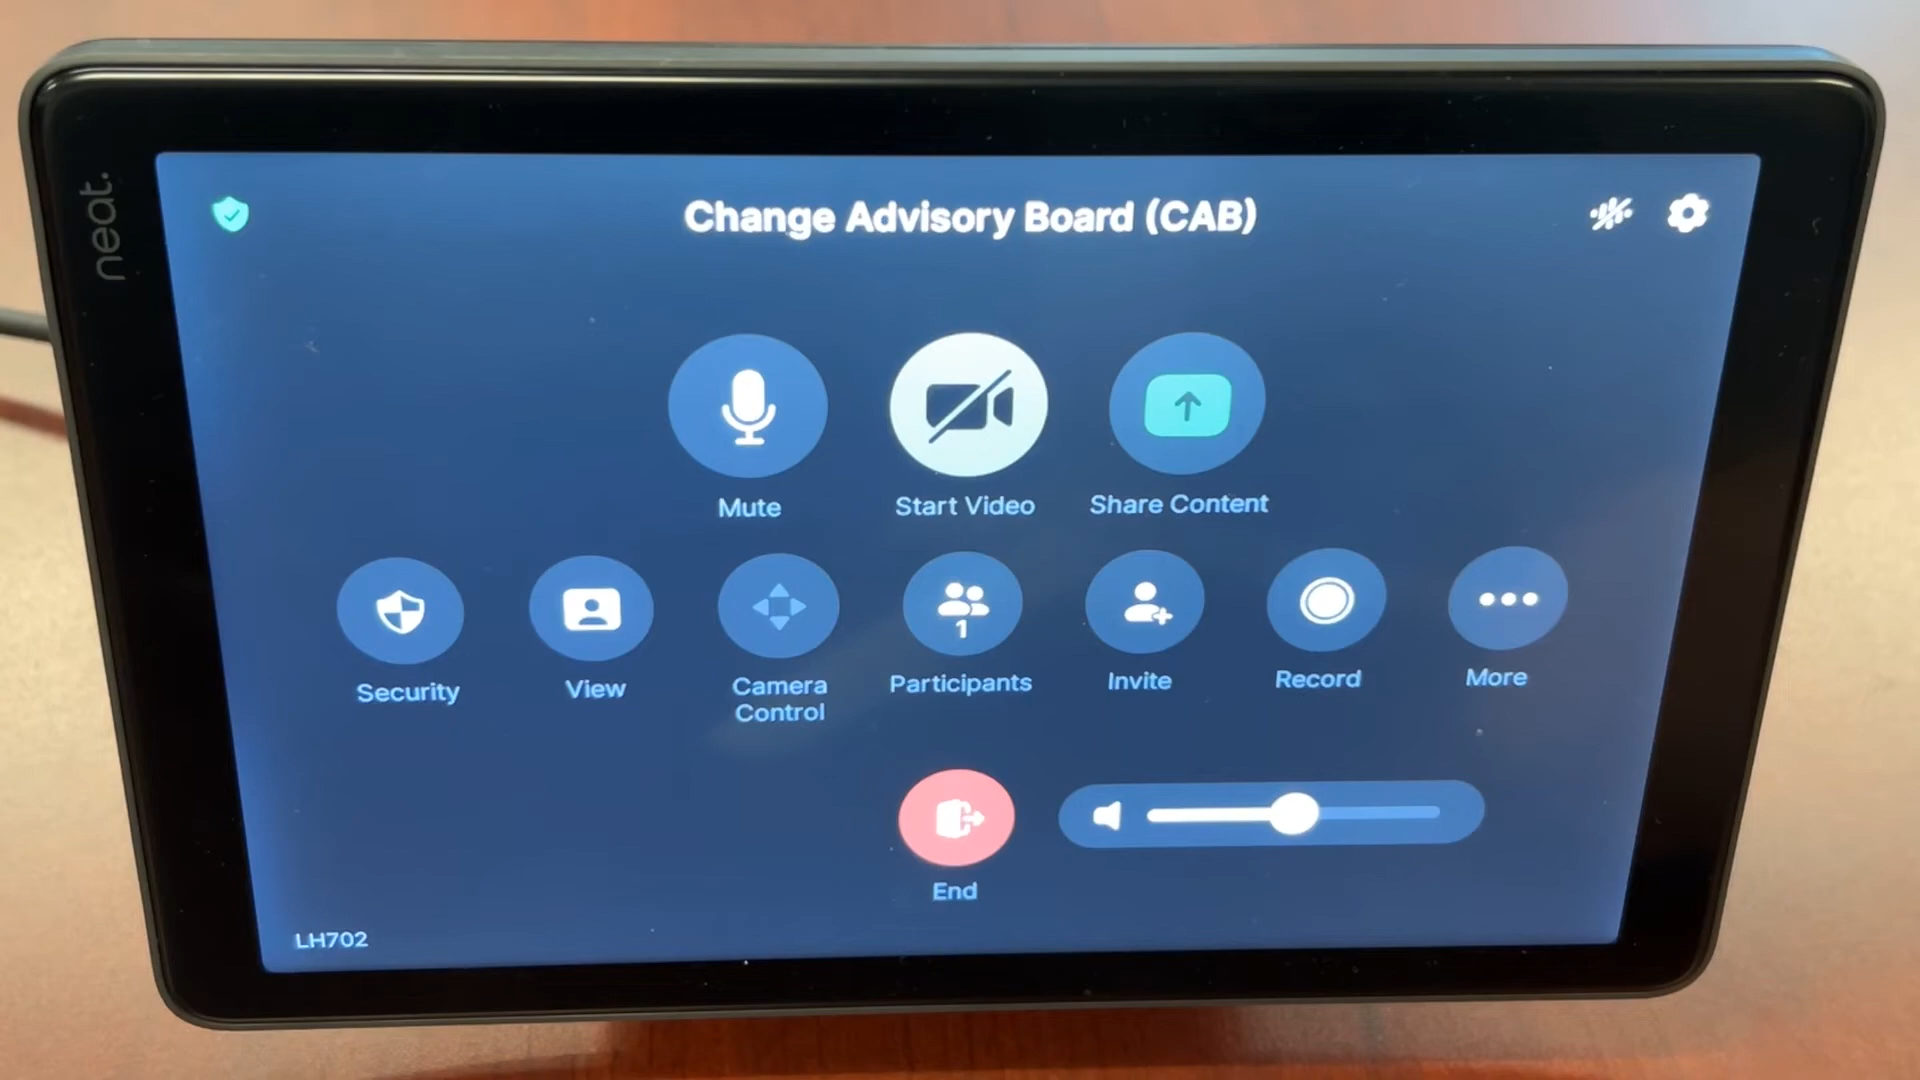 neat.
Change Advisory Board (CAB)
Mute
Start Video
Share Content
1
Security
View
Camera
Control
Participants
Invite
Record
More
End
LH702